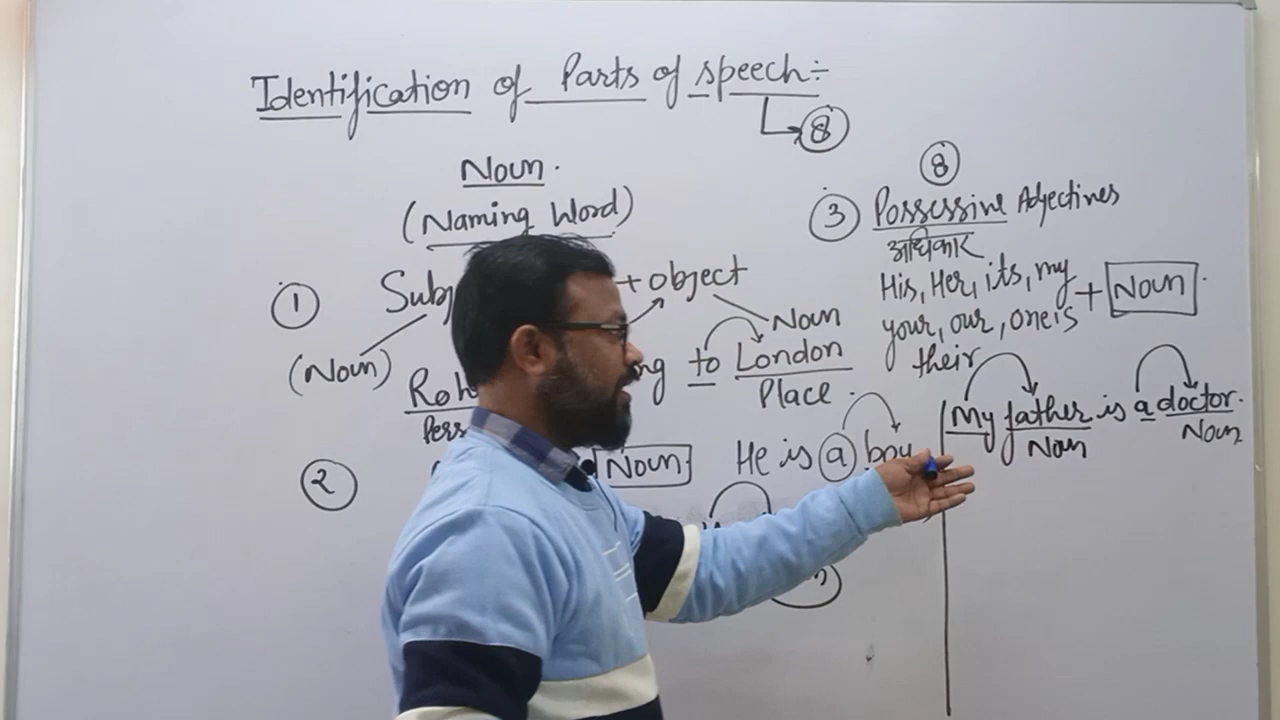 Identification of Parts of speech:-
8
Noun.
(Naming Word)
1 + object
(Noun) Noun
to London
Place.
2 Noun He is a
8
3 Possessive Adjectives
अधिकार
His, Her, its, my
your, our, one's + Noun.
their
My father is a doctor.
Noun Noun